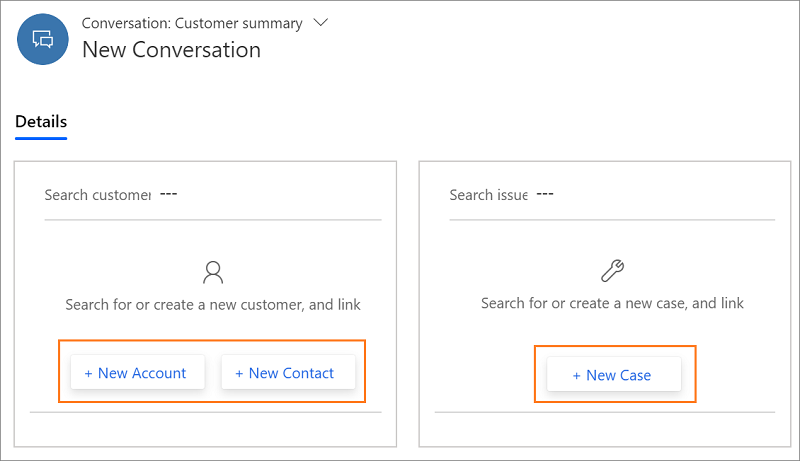 Conversation: Customer summary
New Conversation
Details
Search customer ---
Search for or create a new customer, and link
+ New Account
+ New Contact
Search issue ---
Search for or create a new case, and link
+ New Case